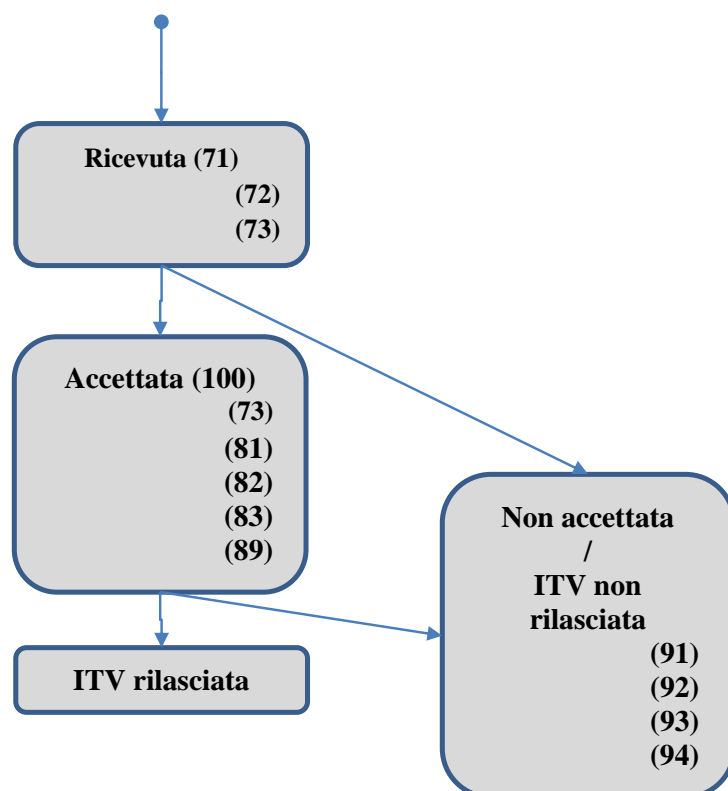 Ricevuta (71)
(72)
(73)
Accettata (100)
(73)
(81)
(82)
(83)
(89)
ITV rilasciata
Non accettata
/
ITV non
rilasciata
(91)
(92)
(93)
(94)